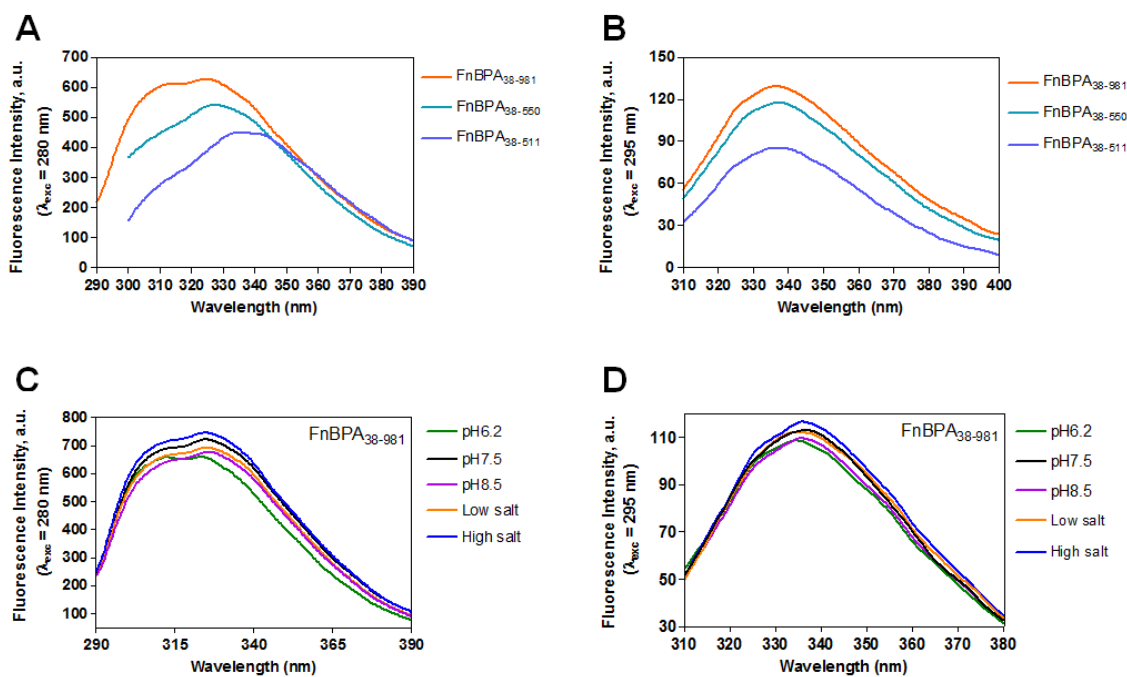 A
Fluorescence Intensity, a.u.
(λexc = 280 nm)
700
600
500
400
300
200
100
0
290 300 310 320 330 340 350 360 370 380 390
Wavelength (nm)
FnBPA38-981
FnBPA38-550
FnBPA38-511
B
Fluorescence Intensity, a.u.
(λexc = 295 nm)
150
120
90
60
30
0
310 320 330 340 350 360 370 380 390 400
Wavelength (nm)
FnBPA38-981
FnBPA38-550
FnBPA38-511
C
Fluorescence Intensity, a.u.
(λexc = 280 nm)
800
700
600
500
400
300
200
100
290 315 340 365 390
Wavelength (nm)
FnBPA38-981
pH6.2
pH7.5
pH8.5
Low salt
High salt
D
Fluorescence Intensity, a.u.
(λexc = 295 nm)
110
90
70
50
30
310 320 330 340 350 360 370 380
Wavelength (nm)
FnBPA38-981
pH6.2
pH7.5
pH8.5
Low salt
High salt